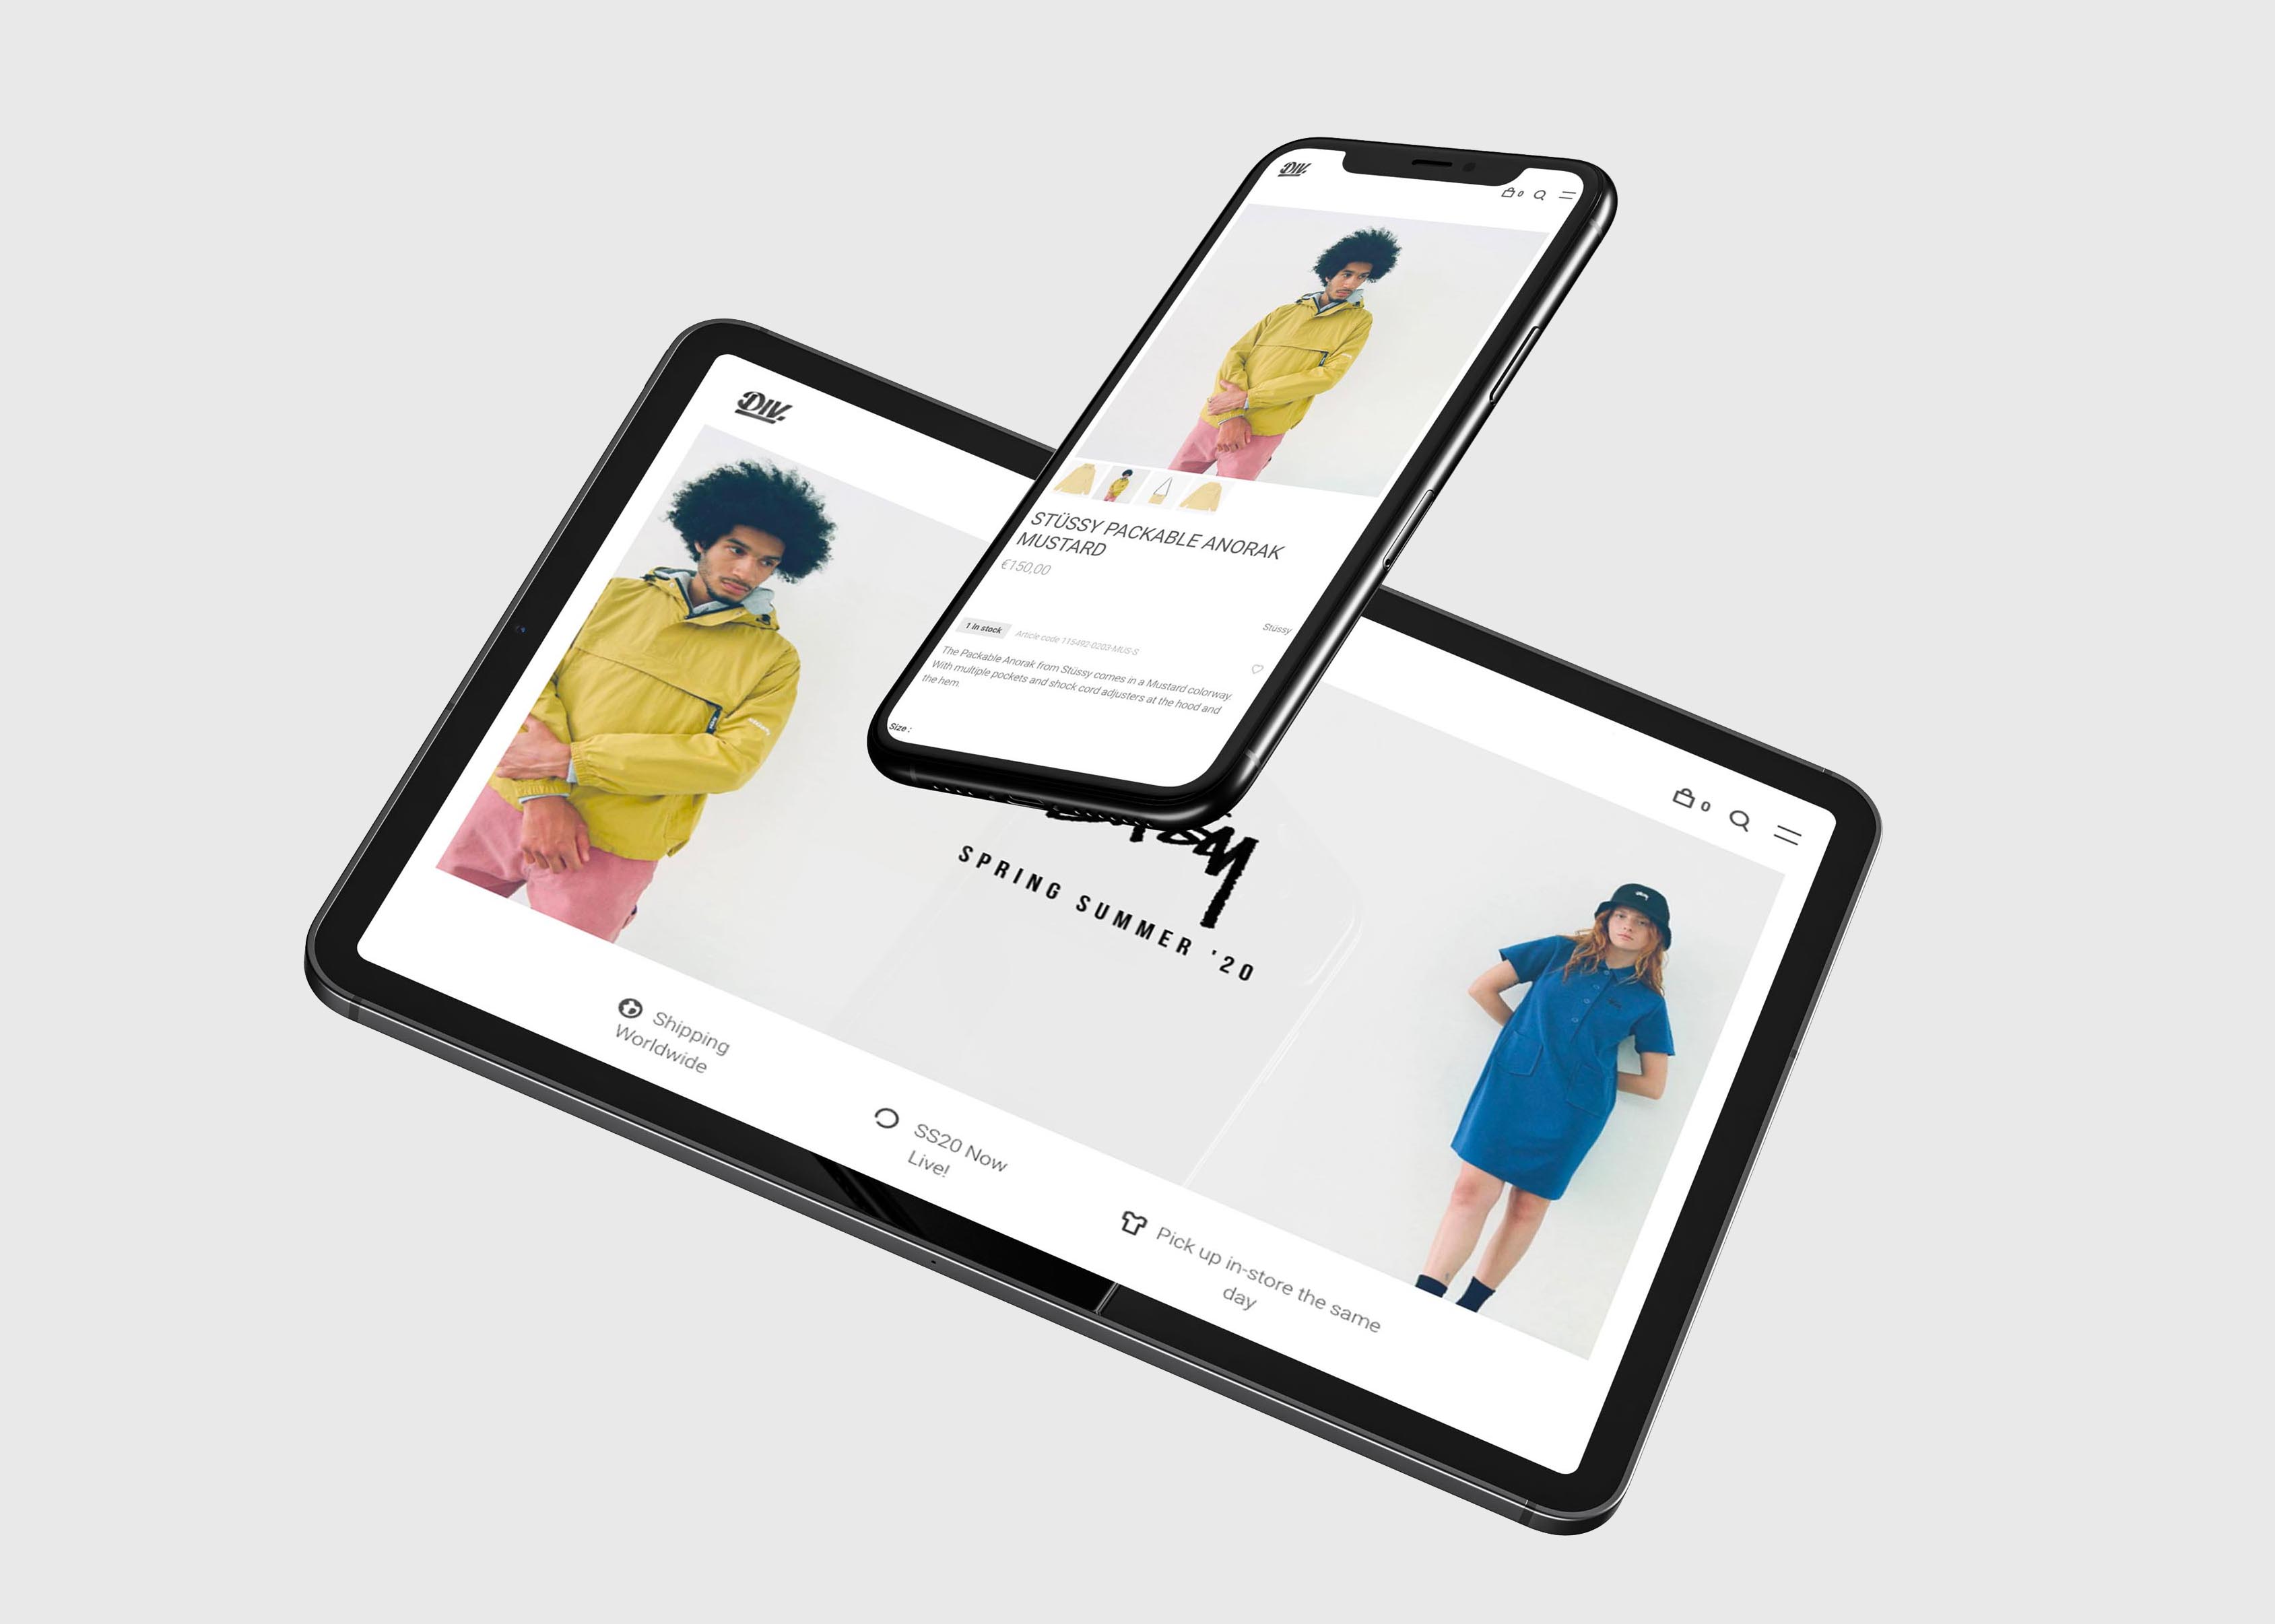 DIV.
0
STÜSSY PACKABLE ANORAK
MUSTARD
€150,00
Stüssy
1 In stock
Article code 115492-0203-MUS-S
The Packable Anorak from Stüssy comes in a Mustard colorway.
With multiple pockets and shock cord adjusters at the hood and
the hem.
Size :
DIV.
0
SPRING SUMMER '20
Shipping
Worldwide
SS20 Now
Live!
Pick up in-store the same
day